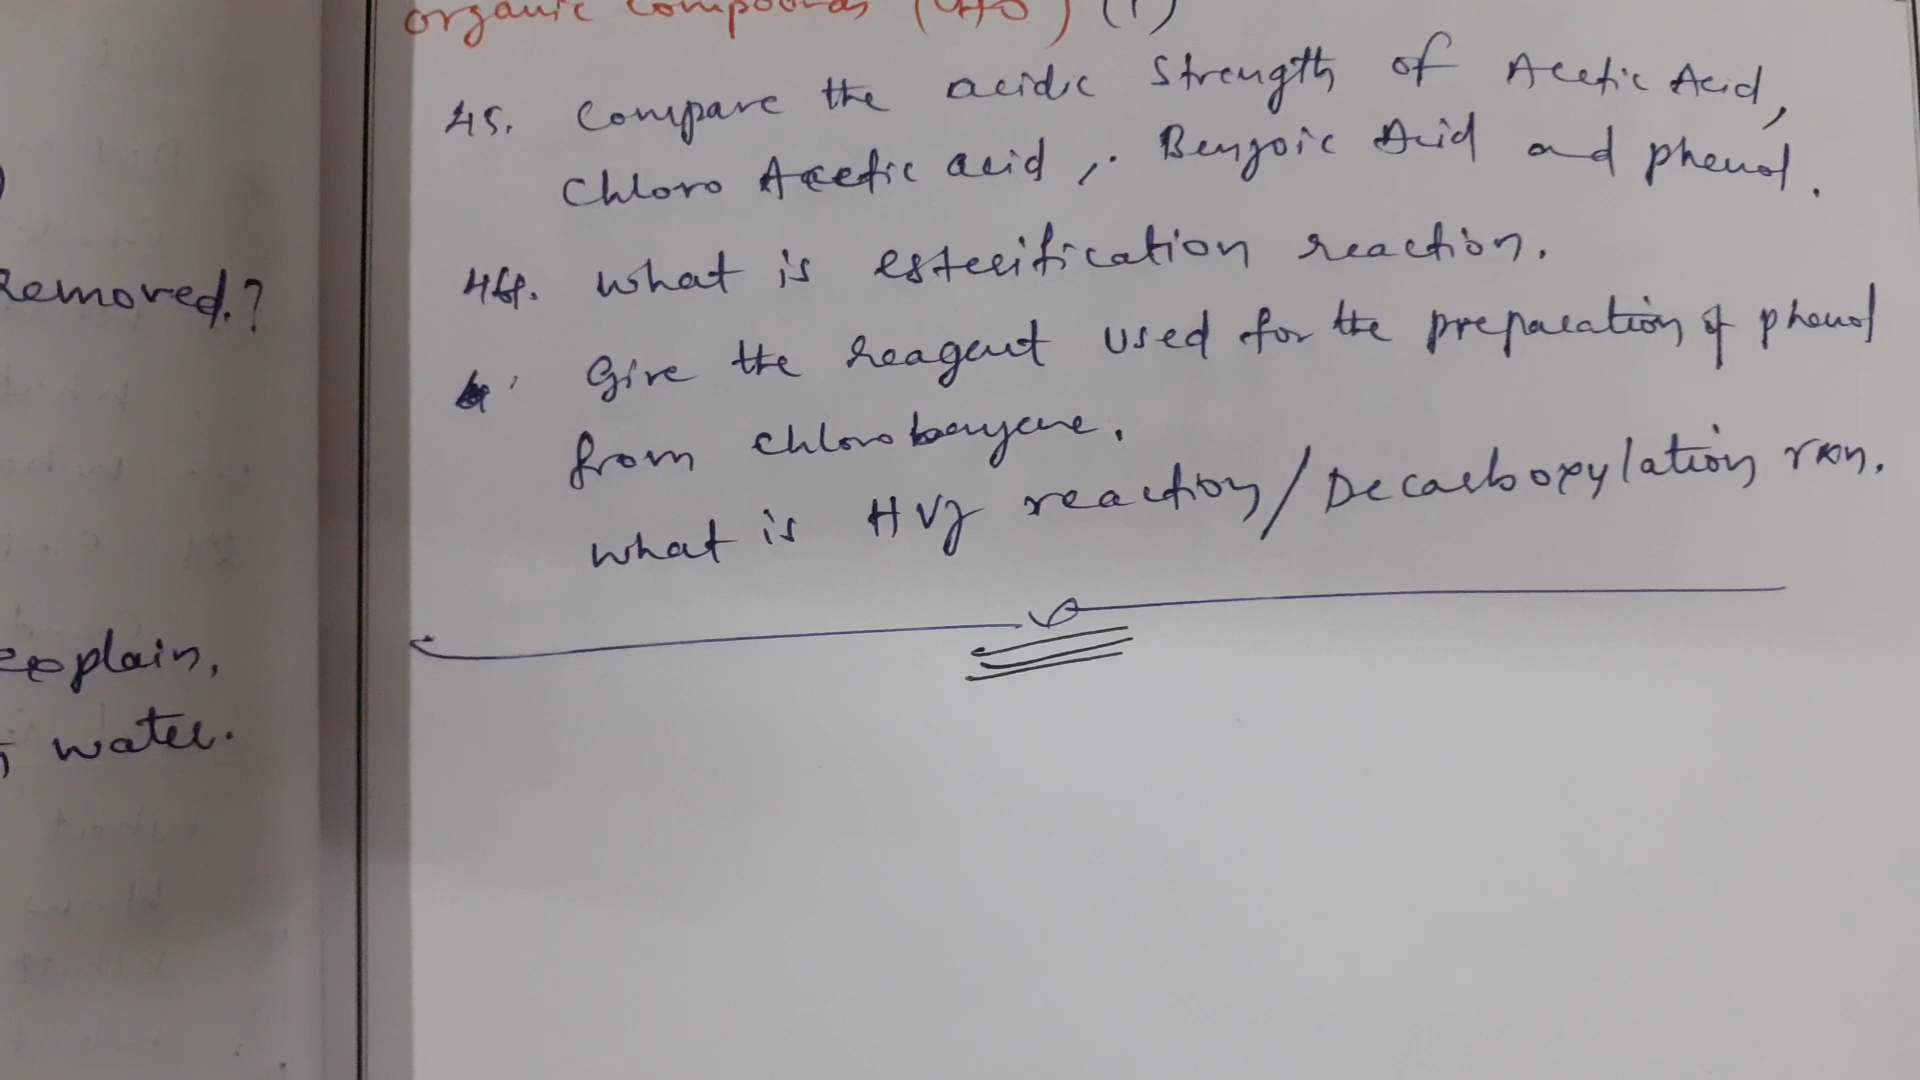 Removed.?
explain,
water.
organic compounds (CHO) (1)
45. Compare the acidic strength of Acetic Acid,
Chloro Acetic acid, Benzoic Acid and phenol.
46. What is esterification reaction.
Give the reagent used for the preparation of phenol
from chlorobenzene.
What is HVZ reaction/Decarboxylation rxn.